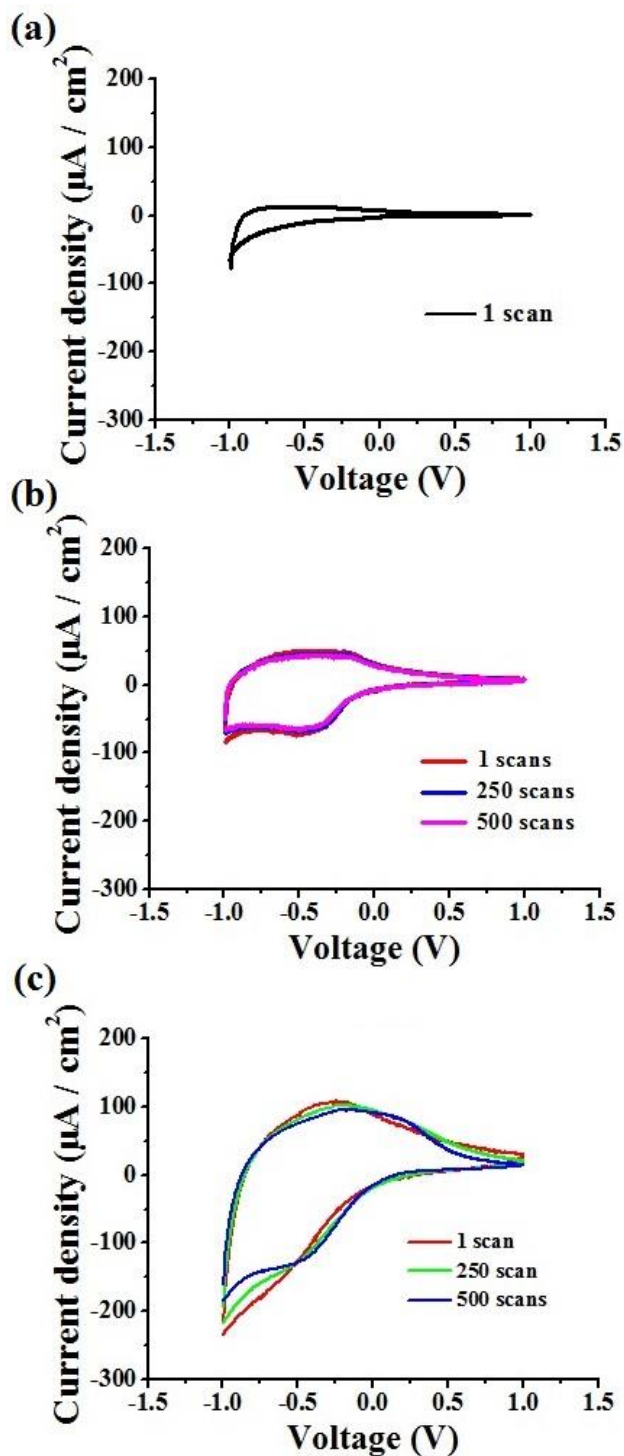 (a)
Current density (µA / cm²)
200
100
0
-100
-200
-300
-1.5 -1.0 -0.5 0.0 0.5 1.0 1.5
Voltage (V)
1 scan
(b)
Current density (µA / cm²)
200
100
0
-100
-200
-300
-1.5 -1.0 -0.5 0.0 0.5 1.0 1.5
Voltage (V)
1 scans
250 scans
500 scans
(c)
Current density (µA / cm²)
200
100
0
-100
-200
-300
-1.5 -1.0 -0.5 0.0 0.5 1.0 1.5
Voltage (V)
1 scan
250 scan
500 scans